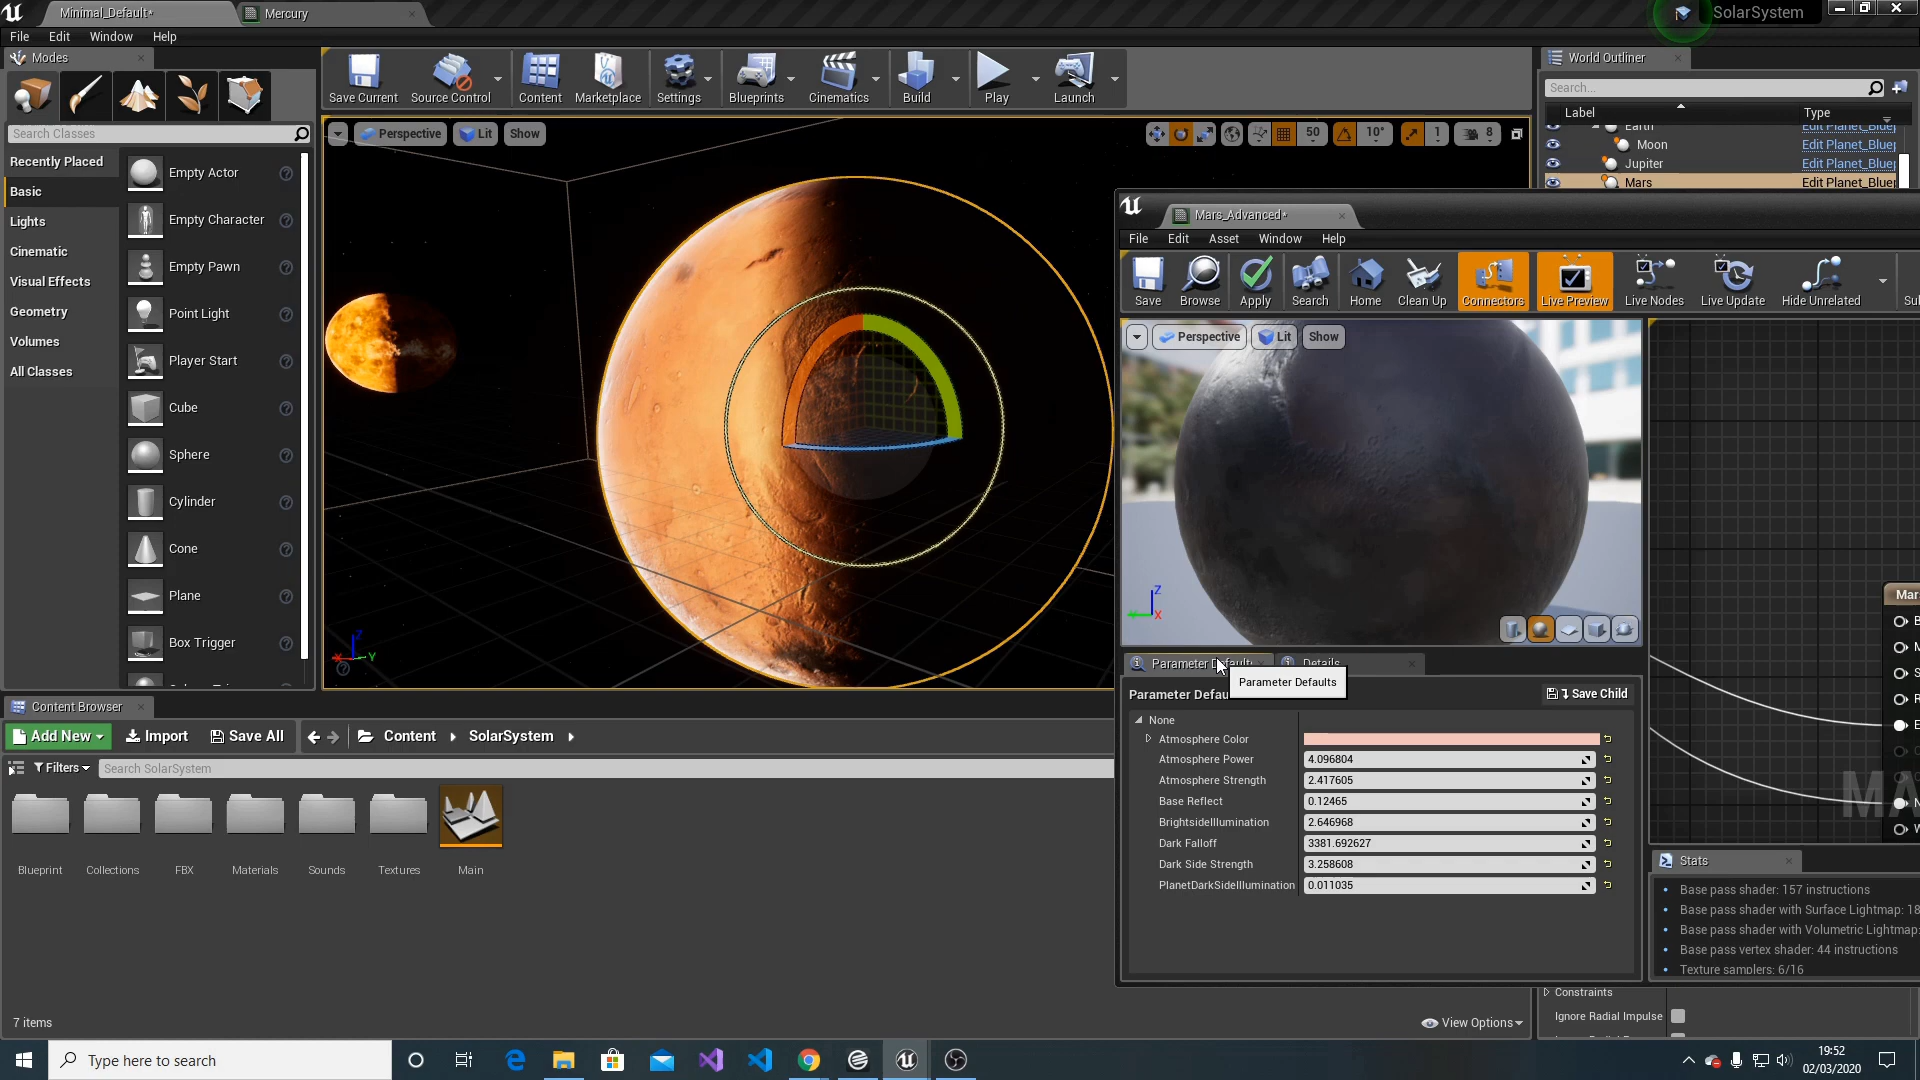 Minimal_Default*
Mercury
SolarSystem
File Edit Window Help
Modes
Search Classes
Recently Placed
Basic
Lights
Cinematic
Visual Effects
Geometry
Volumes
All Classes
Empty Actor
Empty Character
Empty Pawn
Point Light
Player Start
Cube
Sphere
Cylinder
Cone
Plane
Box Trigger
Save Current
Source Control
Content
Marketplace
Settings
Blueprints
Cinematics
Build
Play
Launch
Perspective
Lit
Show
50
10°
1
8
Z
X
Y
World Outliner
Search...
Label
Type
Earth Edit Planet_Bluep
Moon Edit Planet_Bluep
Jupiter Edit Planet_Bluep
Mars Edit Planet_Bluep
Mars_Advanced*
File Edit Asset Window Help
Save
Browse
Apply
Search
Home
Clean Up
Connectors
Live Preview
Live Nodes
Live Update
Hide Unrelated
Perspective
Lit
Show
Z
X
Parameter Defaults
Details
Parameter Defaults
Parameter Defau
Save Child
None
Atmosphere Color
Atmosphere Power 4.096804
Atmosphere Strength 2.417605
Base Reflect 0.12465
BrightsideIllumination 2.646968
Dark Falloff 3381.692627
Dark Side Strength 3.258608
PlanetDarkSideIllumination 0.011035
Mar
B
M
S
R
E
N
W
MA
Stats
Base pass shader: 157 instructions
Base pass shader with Surface Lightmap: 18
Base pass shader with Volumetric Lightmap:
Base pass vertex shader: 44 instructions
Texture samplers: 6/16
Constraints
Ignore Radial Impulse
Content Browser
Add New
Import
Save All
Content
SolarSystem
Filters
Search SolarSystem
Blueprint
Collections
FBX
Materials
Sounds
Textures
Main
7 items
View Options
Type here to search
19:52
02/03/2020